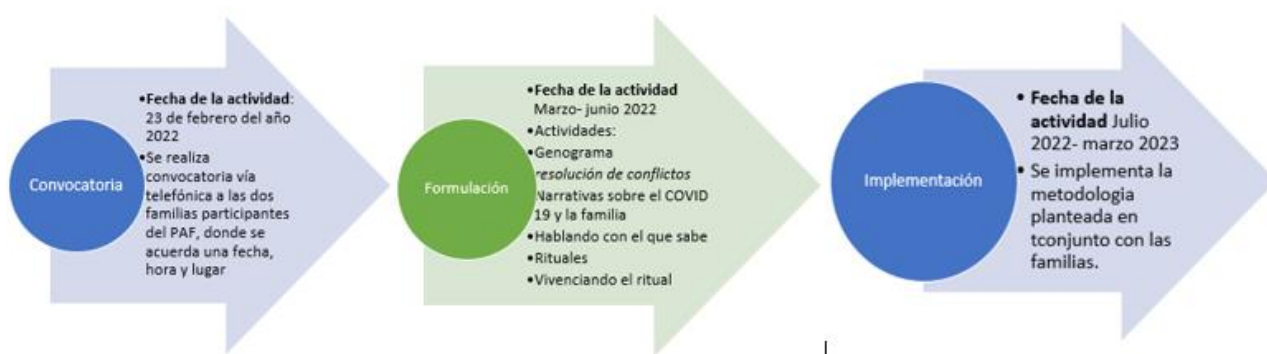 Convocatoria
•Fecha de la actividad:
23 de febrero del año
2022
•Se realiza
convocatoria vía
telefónica a las dos
familias participantes
del PAF, donde se
acuerda una fecha,
hora y lugar
Formulación
•Fecha de la actividad
Marzo- junio 2022
•Actividades:
•Genograma
resolución de conflictos
•Narrativas sobre el COVID
19 y la familia
•Hablando con el que sabe
•Rituales
•Vivenciando el ritual
Implementación
• Fecha de la
actividad Julio
2022- marzo 2023
• Se implementa la
metodologia
planteada en
tconjunto con las
familias.